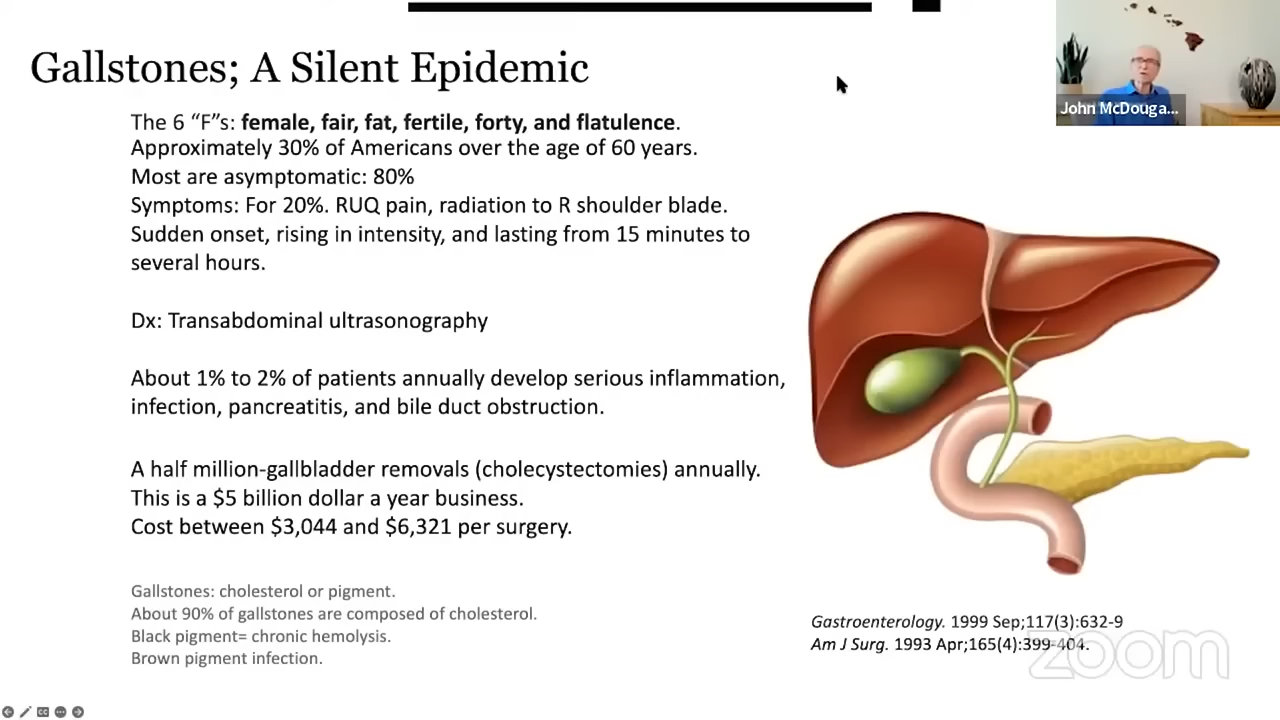 Gallstones; A Silent Epidemic
John McDouga...
The 6 “F”s: female, fair, fat, fertile, forty, and flatulence.
Approximately 30% of Americans over the age of 60 years.
Most are asymptomatic: 80%
Symptoms: For 20%. RUQ pain, radiation to R shoulder blade.
Sudden onset, rising in intensity, and lasting from 15 minutes to
several hours.
Dx: Transabdominal ultrasonography
About 1% to 2% of patients annually develop serious inflammation,
infection, pancreatitis, and bile duct obstruction.
A half million-gallbladder removals (cholecystectomies) annually.
This is a $5 billion dollar a year business.
Cost between $3,044 and $6,321 per surgery.
Gallstones: cholesterol or pigment.
About 90% of gallstones are composed of cholesterol.
Black pigment= chronic hemolysis.
Brown pigment infection.
Gastroenterology. 1999 Sep;117(3):632-9
Am J Surg. 1993 Apr;165(4):399-404.
zoom